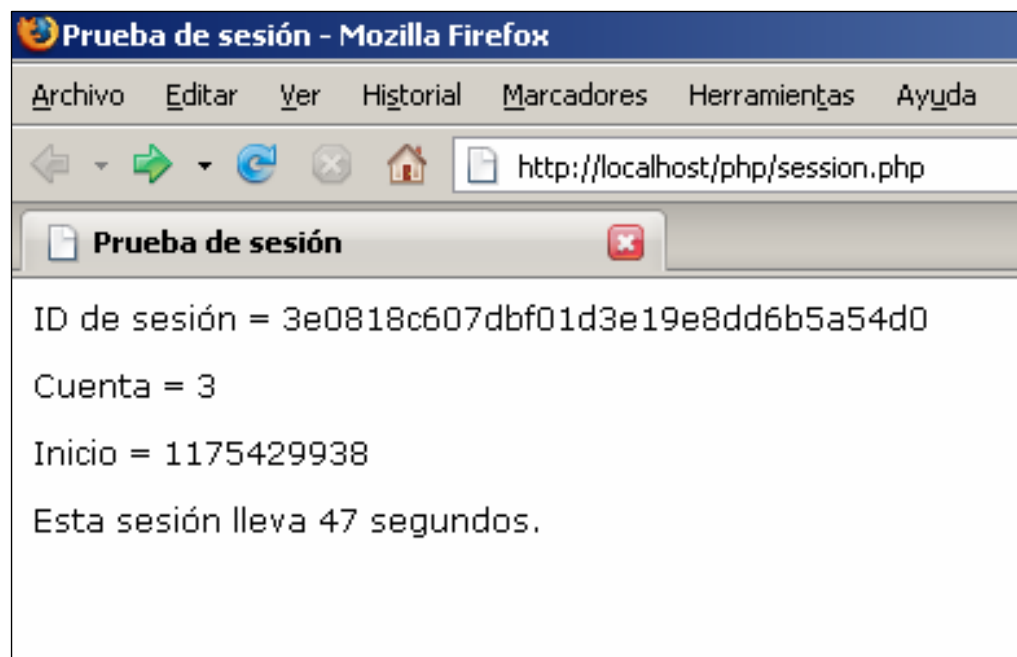 Prueba de sesión - Mozilla Firefox
Archivo Editar Ver Historial Marcadores Herramientas Ayuda
http://localhost/php/session.php
Prueba de sesión
ID de sesión = 3e0818c607dbf01d3e19e8dd6b5a54d0
Cuenta = 3
Inicio = 1175429938
Esta sesión lleva 47 segundos.